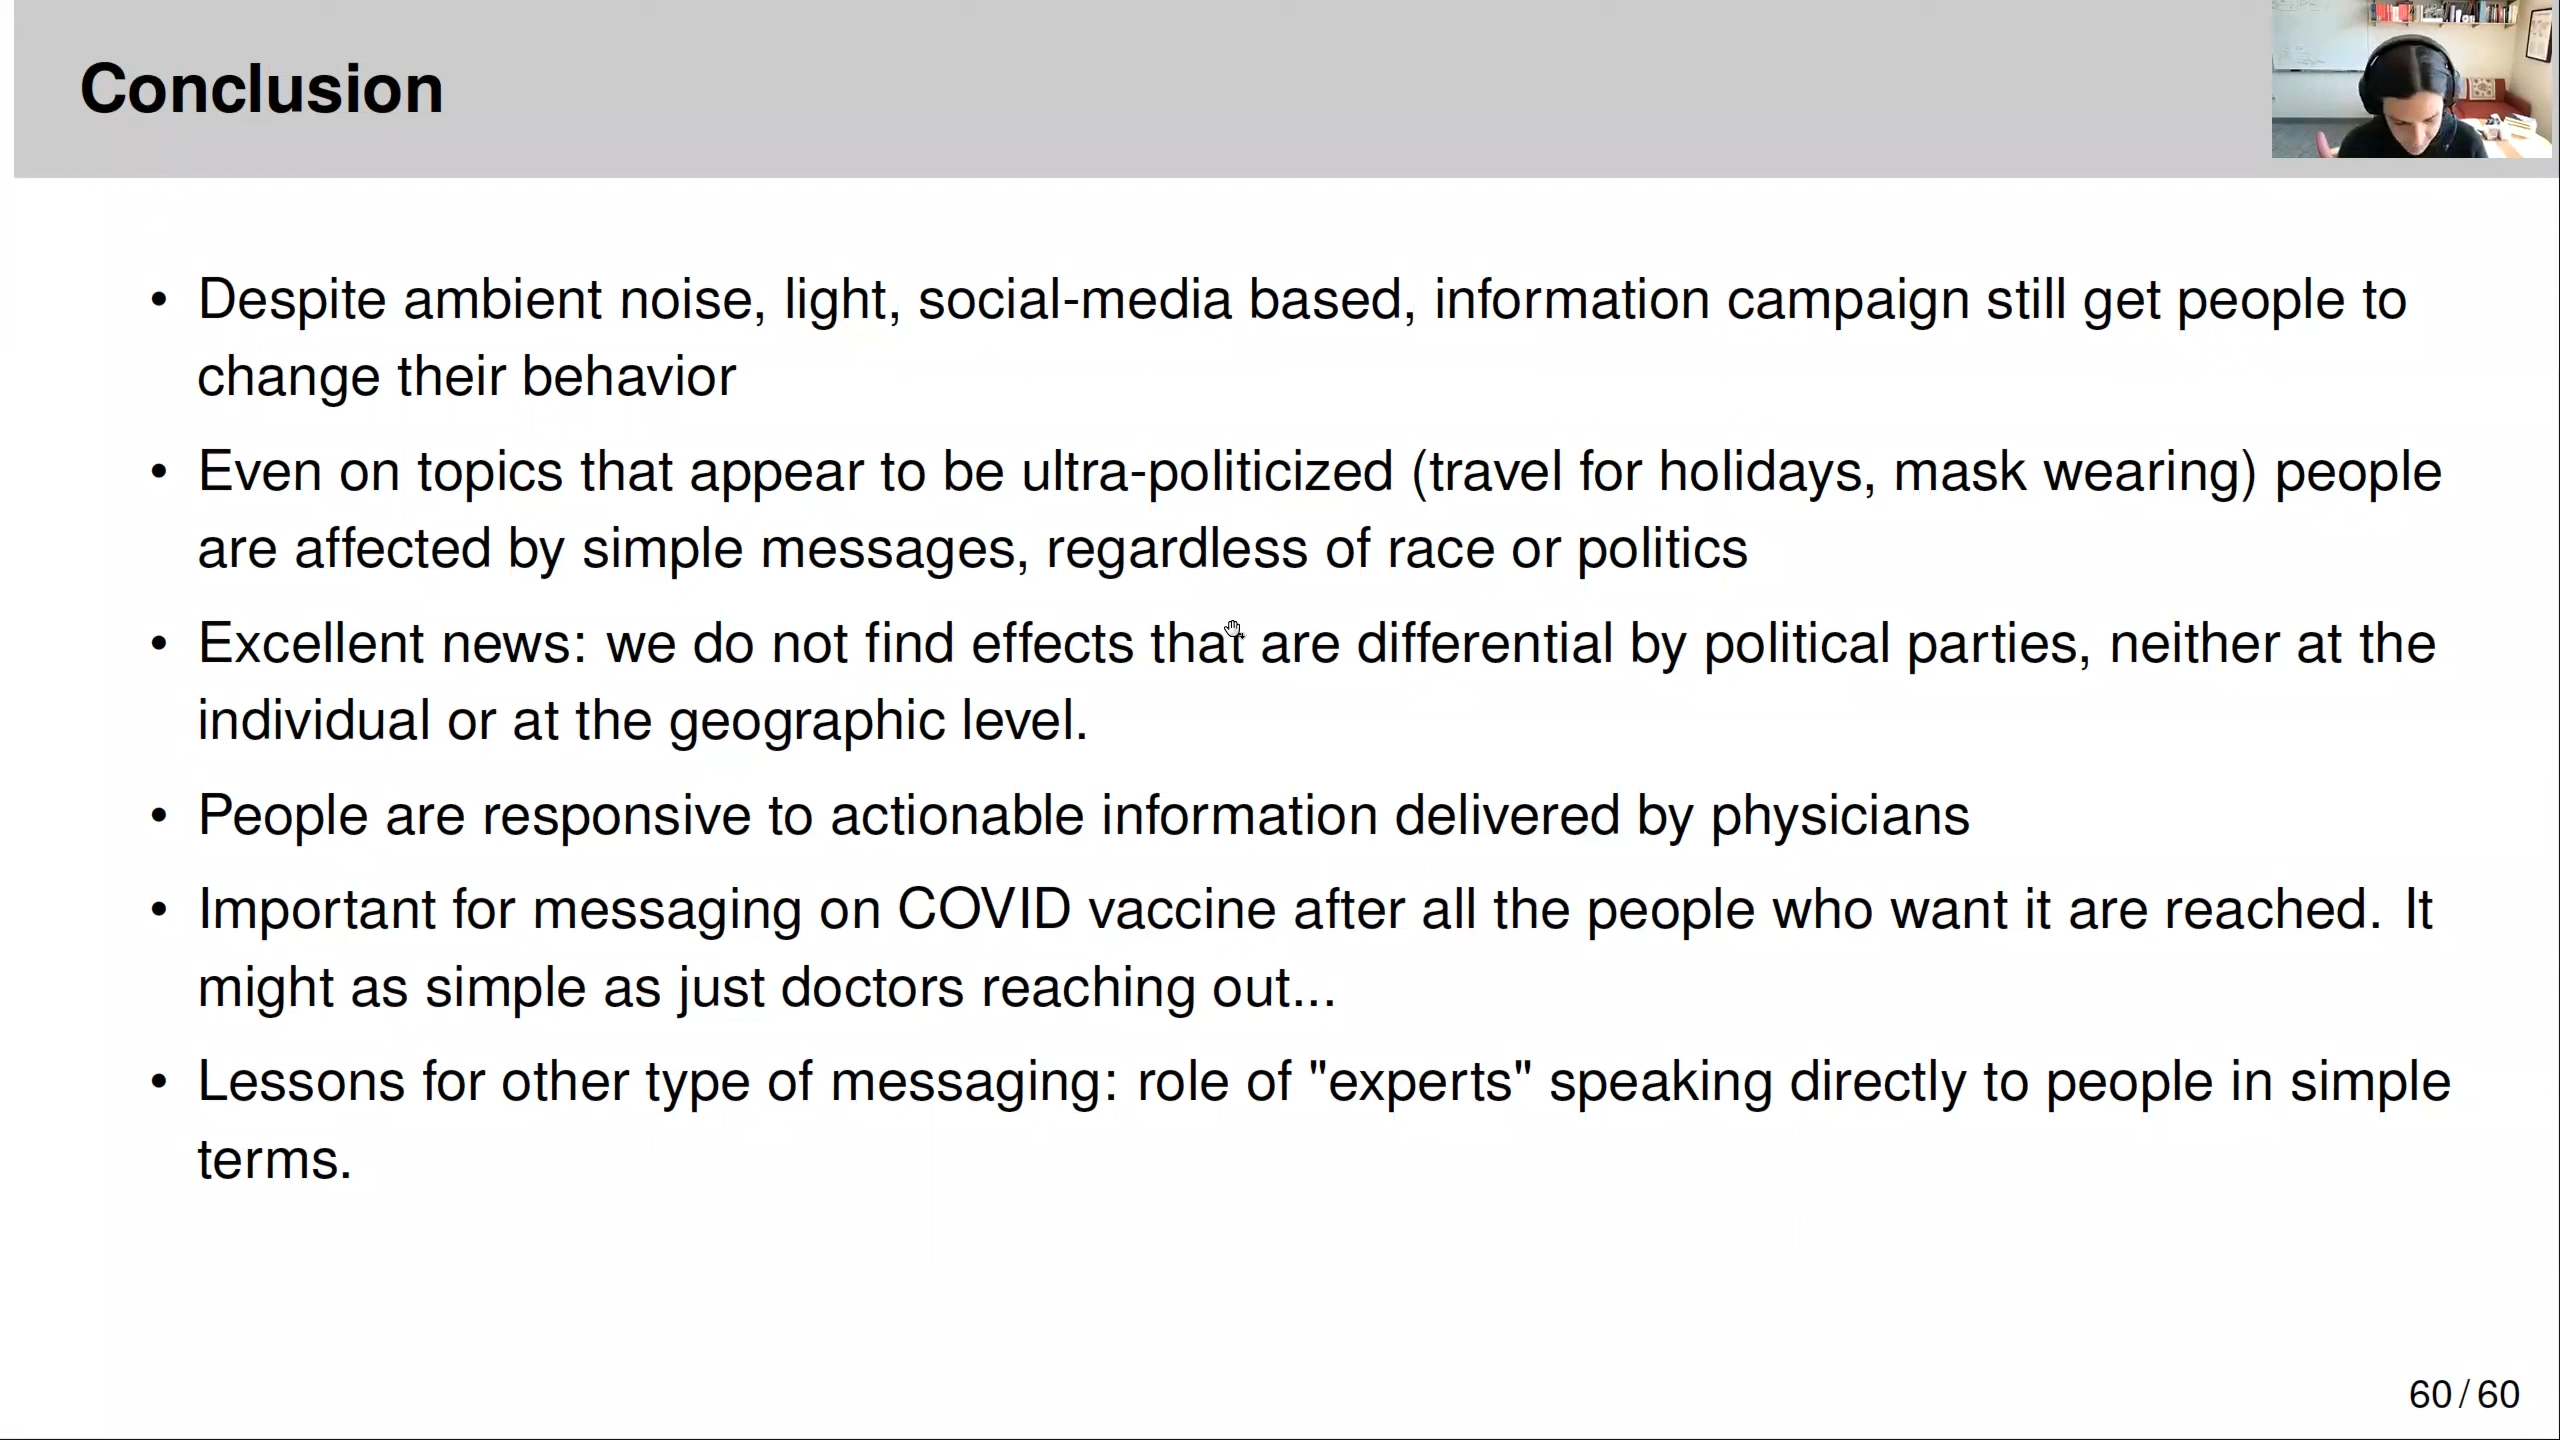 Conclusion
• Despite ambient noise, light, social-media based, information campaign still get people to
change their behavior
• Even on topics that appear to be ultra-politicized (travel for holidays, mask wearing) people
are affected by simple messages, regardless of race or politics
• Excellent news: we do not find effects that are differential by political parties, neither at the
individual or at the geographic level.
• People are responsive to actionable information delivered by physicians
• Important for messaging on COVID vaccine after all the people who want it are reached. It
might as simple as just doctors reaching out...
• Lessons for other type of messaging: role of "experts" speaking directly to people in simple
terms.
60 / 60